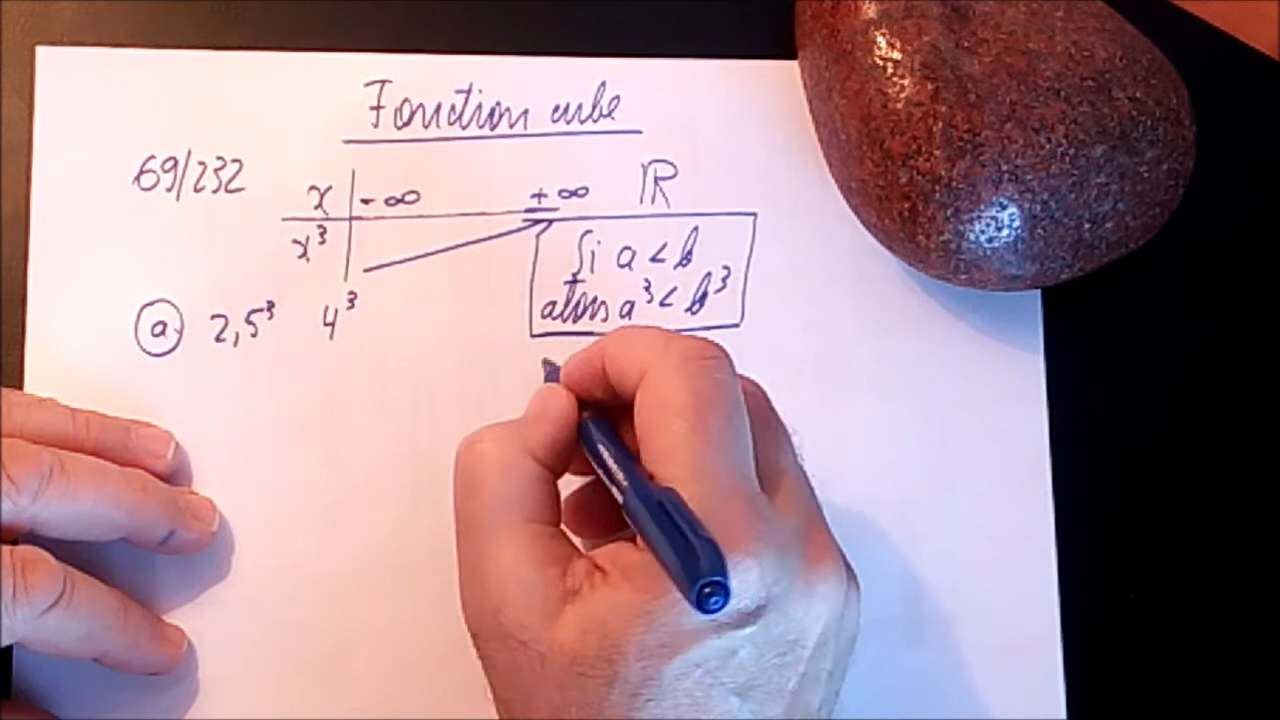 Fonction cube
69/232
x -∞ +∞ ℝ
x³
Si a < b
alors a³ < b³
a 2,5³ 4³